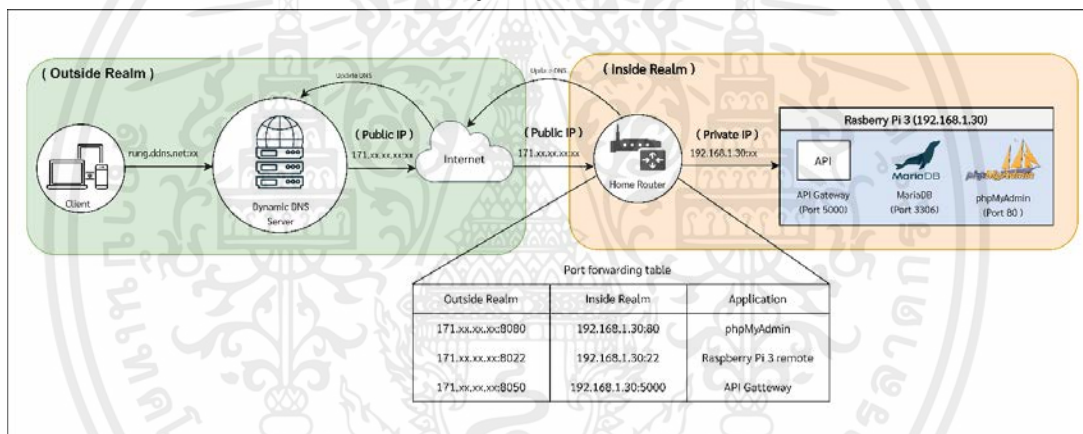 ( Outside Realm )
Update DNS
Update DNS
( Inside Realm )
rung.ddns.net:xx
( Public IP )
171.xx.xx.xx:xx
Internet
( Public IP )
171.xx.xx.xx:xx
( Private IP )
192.168.1.30:xx
Home Router
Client
Dynamic DNS
Server
Rasberry Pi 3 (192.168.1.30)
API
MariaDB
phpMyAdmin
API Gateway
(Port 5000)
MariaDB
(Port 3306)
phpMyAdmin
(Port 80 )
Port forwarding table
Outside Realm Inside Realm Application
171.xx.xx.xx:8080 192.168.1.30:80 phpMyAdmin
171.xx.xx.xx:8022 192.168.1.30:22 Raspberry Pi 3 remote
171.xx.xx.xx:8050 192.168.1.30:5000 API Gatteway